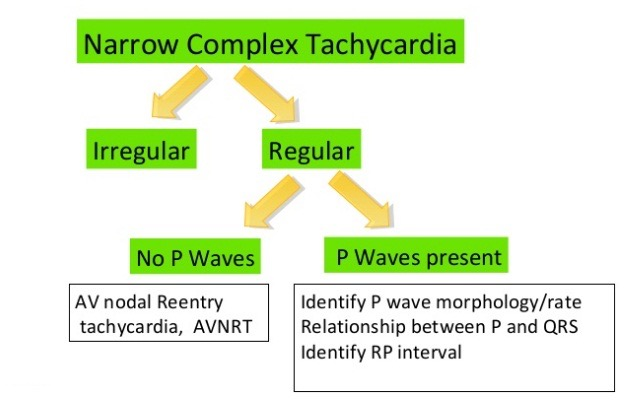 Narrow Complex Tachycardia
Irregular
Regular
No P Waves
P Waves present
AV nodal Reentry
tachycardia, AVNRT
Identify P wave morphology/rate
Relationship between P and QRS
Identify RP interval